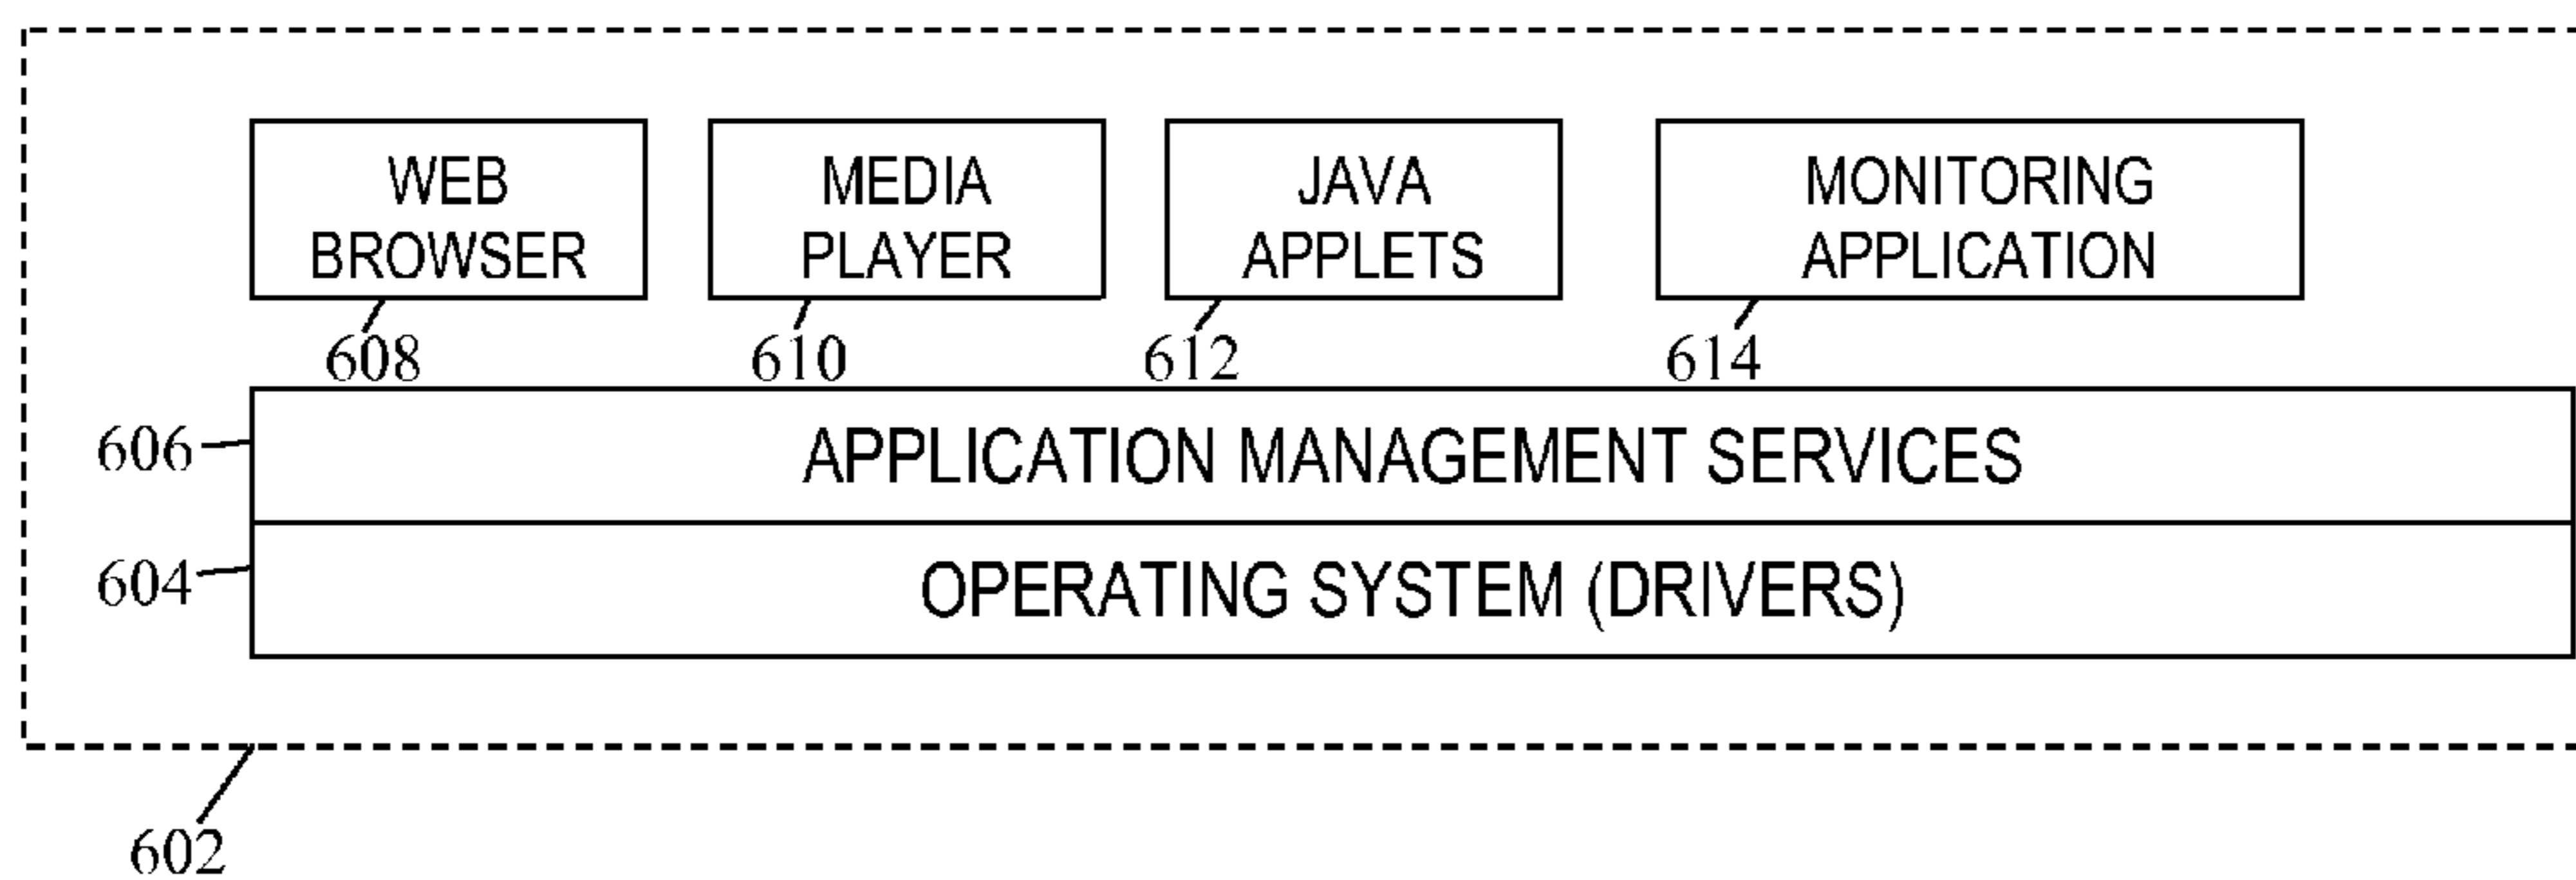 WEB
BROWSER
MEDIA
PLAYER
JAVA
APPLETS
MONITORING
APPLICATION
608
610
612
614
606
APPLICATION MANAGEMENT SERVICES
604
OPERATING SYSTEM (DRIVERS)
602